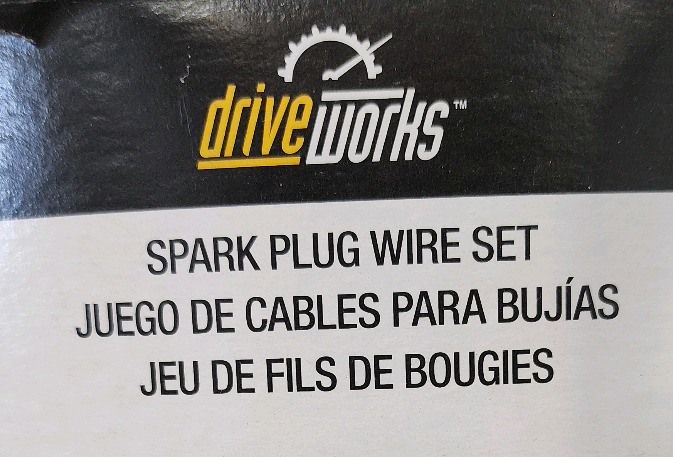 driveworks™
SPARK PLUG WIRE SET
JUEGO DE CABLES PARA BUJÍAS
JEU DE FILS DE BOUGIES